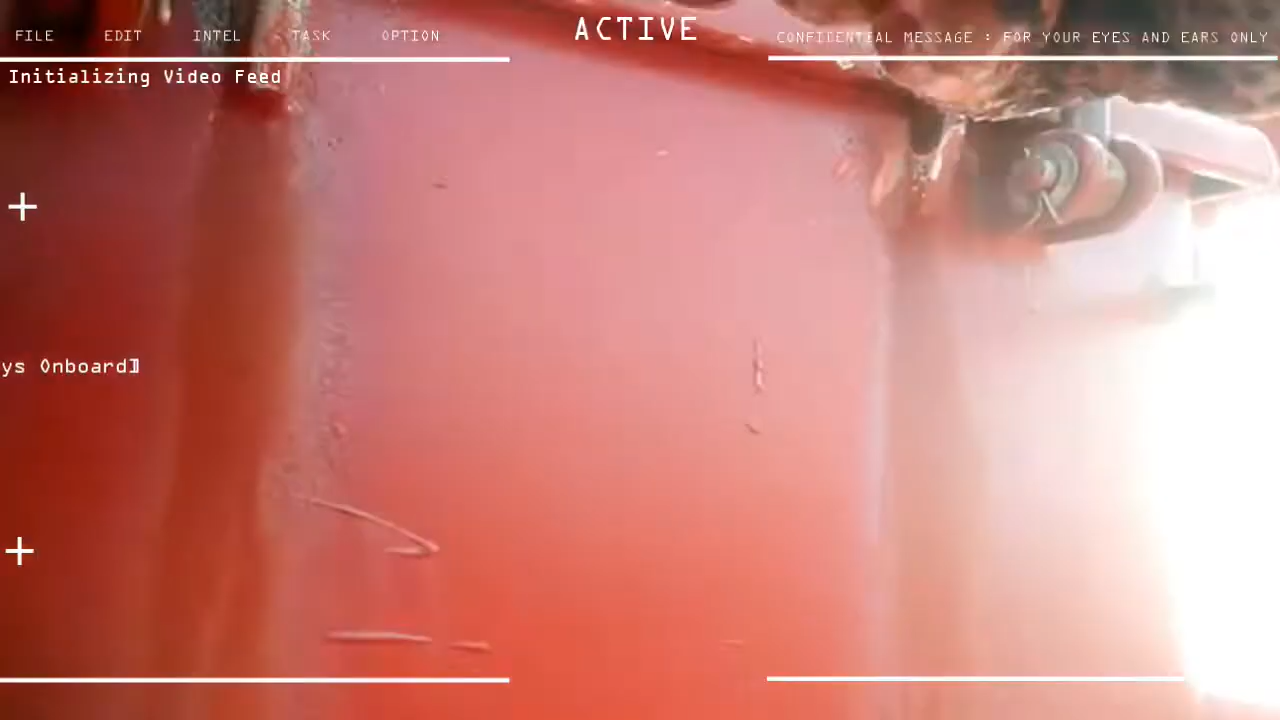 FILE EDIT INTEL TASK OPTION
ACTIVE
CONFIDENTIAL MESSAGE : FOR YOUR EYES AND EARS ONLY
Initializing Video Feed
ys Onboard]